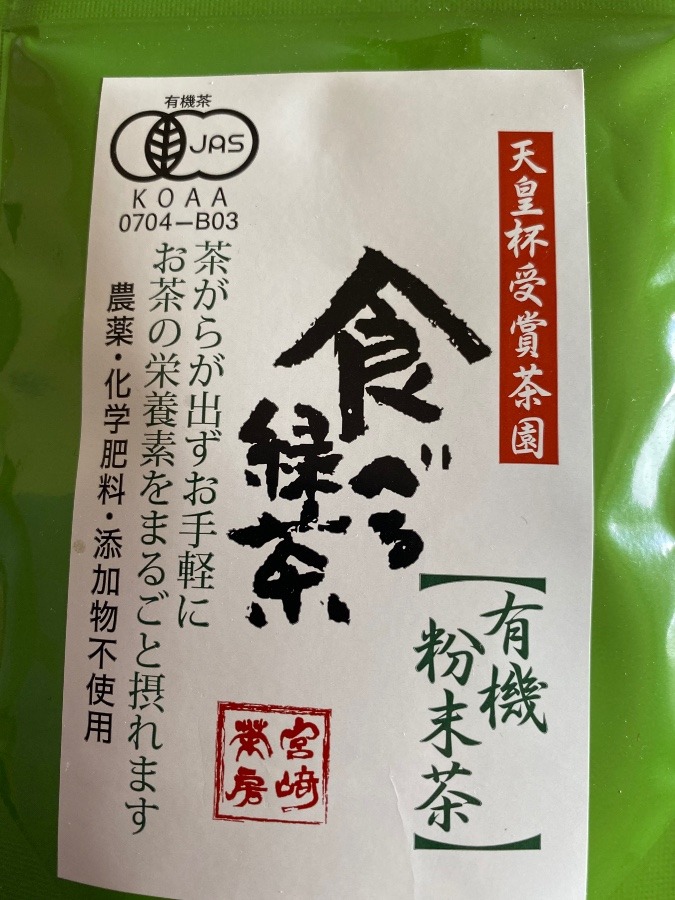 有機茶
JAS
KOAA
0704-B03
天皇杯受賞茶園
食べる
緑茶
【有機
粉末茶】
茶がらが出ずお手軽に
お茶の栄養素をまるごと摂れます
農薬・化学肥料・添加物不使用
宮﨑
茶房